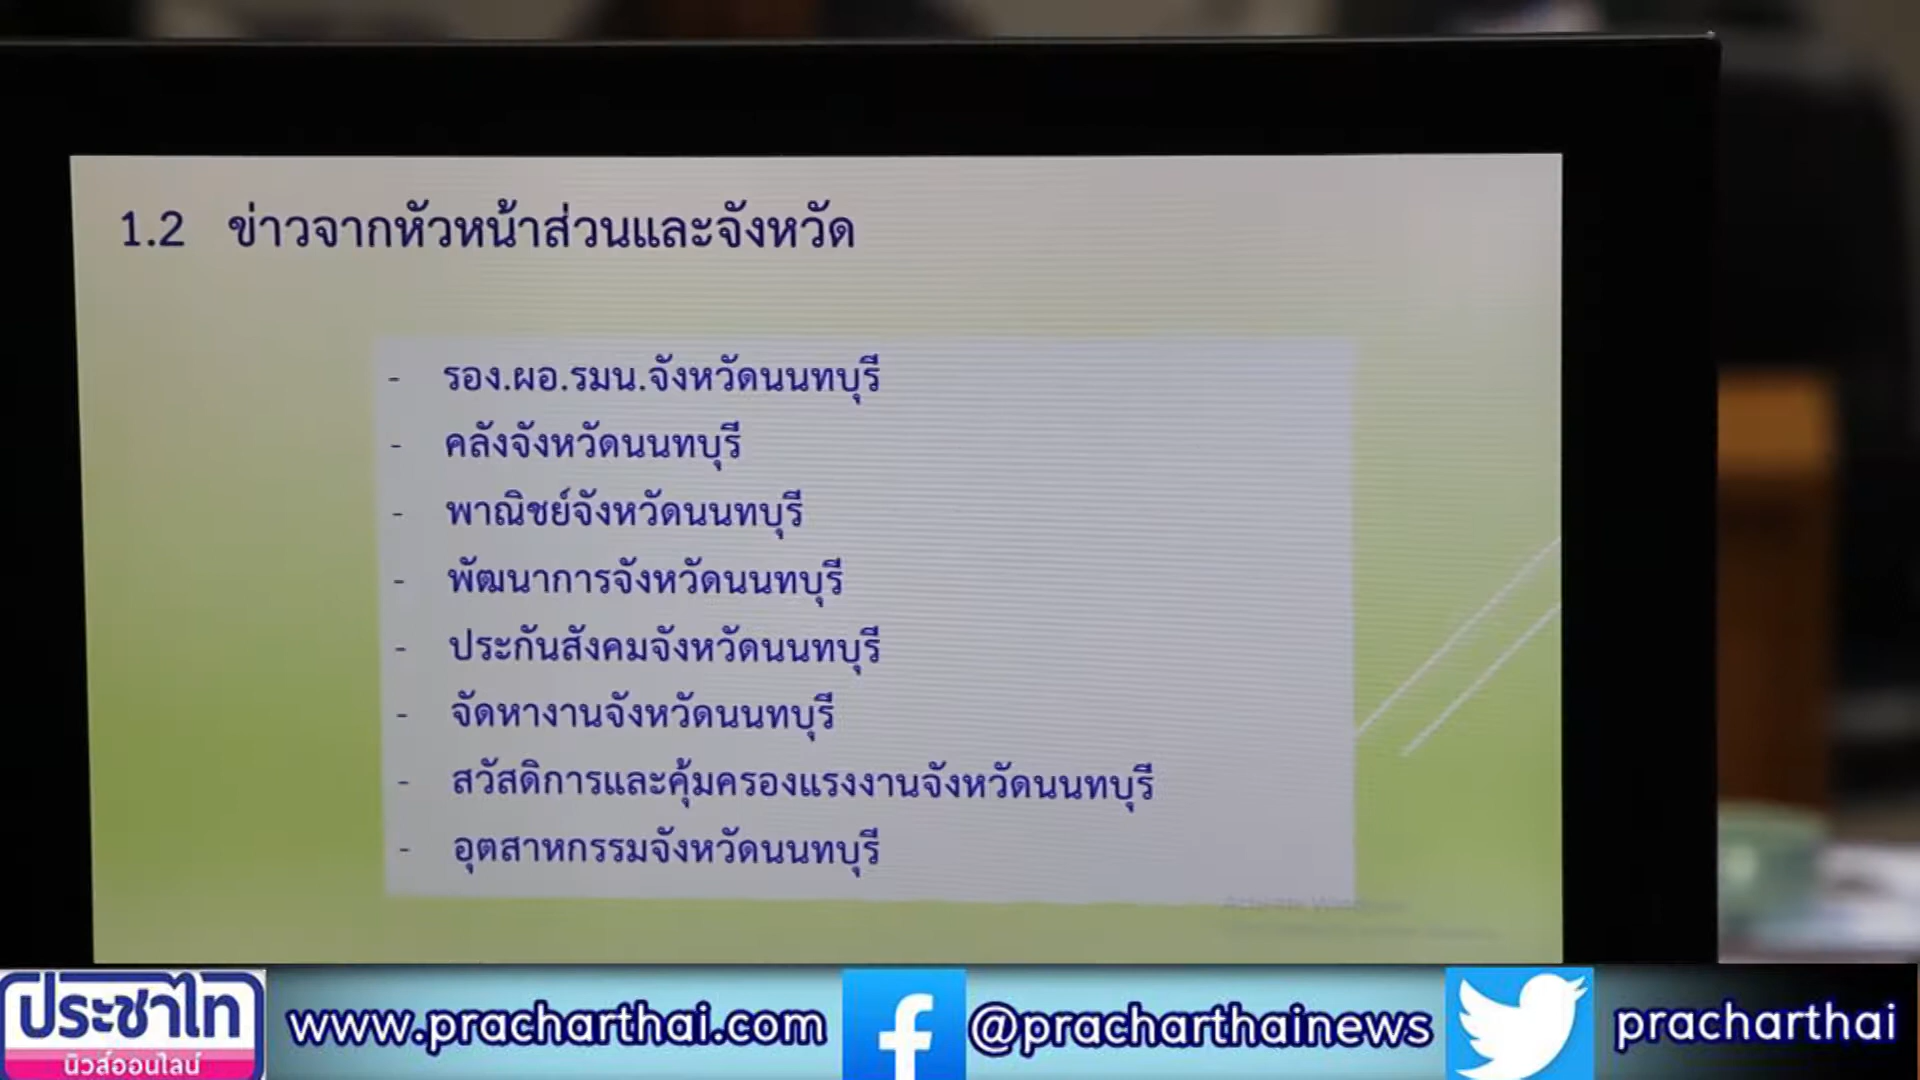 1.2 ข่าวจากหัวหน้าส่วนและจังหวัด
- รอง.ผอ.รมน.จังหวัดนนทบุรี
- คลังจังหวัดนนทบุรี
- พาณิชย์จังหวัดนนทบุรี
- พัฒนาการจังหวัดนนทบุรี
- ประกันสังคมจังหวัดนนทบุรี
- จัดหางานจังหวัดนนทบุรี
- สวัสดิการและคุ้มครองแรงงานจังหวัดนนทบุรี
- อุตสาหกรรมจังหวัดนนทบุรี
ประชาไท
นิวส์ออนไลน์
www.pracharthai.com
@pracharthainews
pracharthai